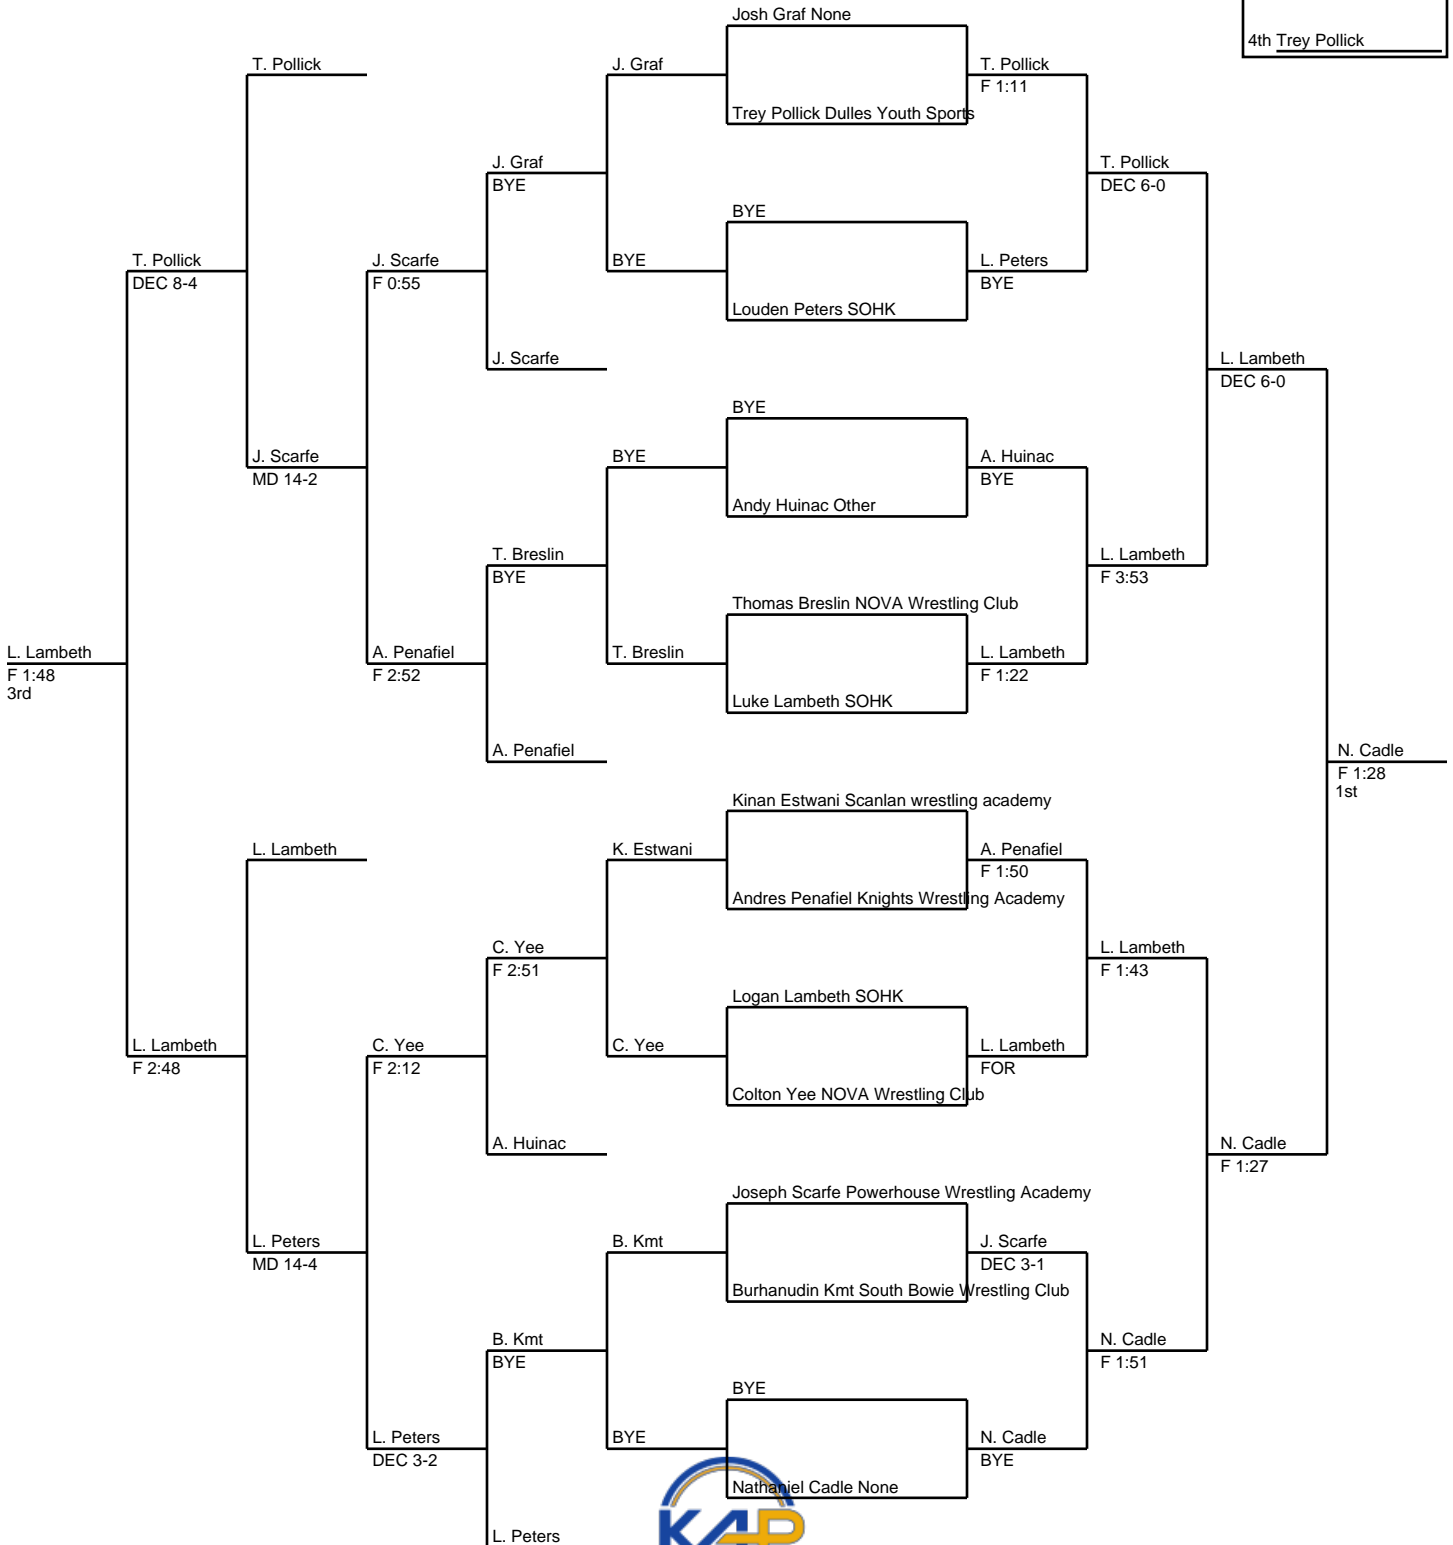 Josh Graf None
4th Trey Pollick
T. Pollick
J. Graf
T. Pollick
F 1:11
Trey Pollick Dulles Youth Sports
J. Graf
BYE
T. Pollick
DEC 6-0
BYE
T. Pollick
DEC 8-4
J. Scarfe
F 0:55
BYE
L. Peters
BYE
Louden Peters SOHK
J. Scarfe
L. Lambeth
DEC 6-0
BYE
J. Scarfe
MD 14-2
BYE
A. Huinac
BYE
Andy Huinac Other
T. Breslin
BYE
L. Lambeth
F 3:53
Thomas Breslin NOVA Wrestling Club
L. Lambeth
F 1:48
3rd
A. Penafiel
F 2:52
T. Breslin
L. Lambeth
F 1:22
Luke Lambeth SOHK
A. Penafiel
N. Cadle
F 1:28
1st
Kinan Estwani Scanlan wrestling academy
L. Lambeth
K. Estwani
A. Penafiel
F 1:50
Andres Penafiel Knights Wrestling Academy
C. Yee
F 2:51
L. Lambeth
F 1:43
Logan Lambeth SOHK
L. Lambeth
F 2:48
C. Yee
F 2:12
C. Yee
L. Lambeth
FOR
Colton Yee NOVA Wrestling Club
A. Huinac
N. Cadle
F 1:27
Joseph Scarfe Powerhouse Wrestling Academy
L. Peters
MD 14-4
B. Kmt
J. Scarfe
DEC 3-1
Burhanudin Kmt South Bowie Wrestling Club
B. Kmt
BYE
N. Cadle
F 1:51
BYE
L. Peters
DEC 3-2
BYE
N. Cadle
BYE
Nathaniel Cadle None
L. Peters
KAP